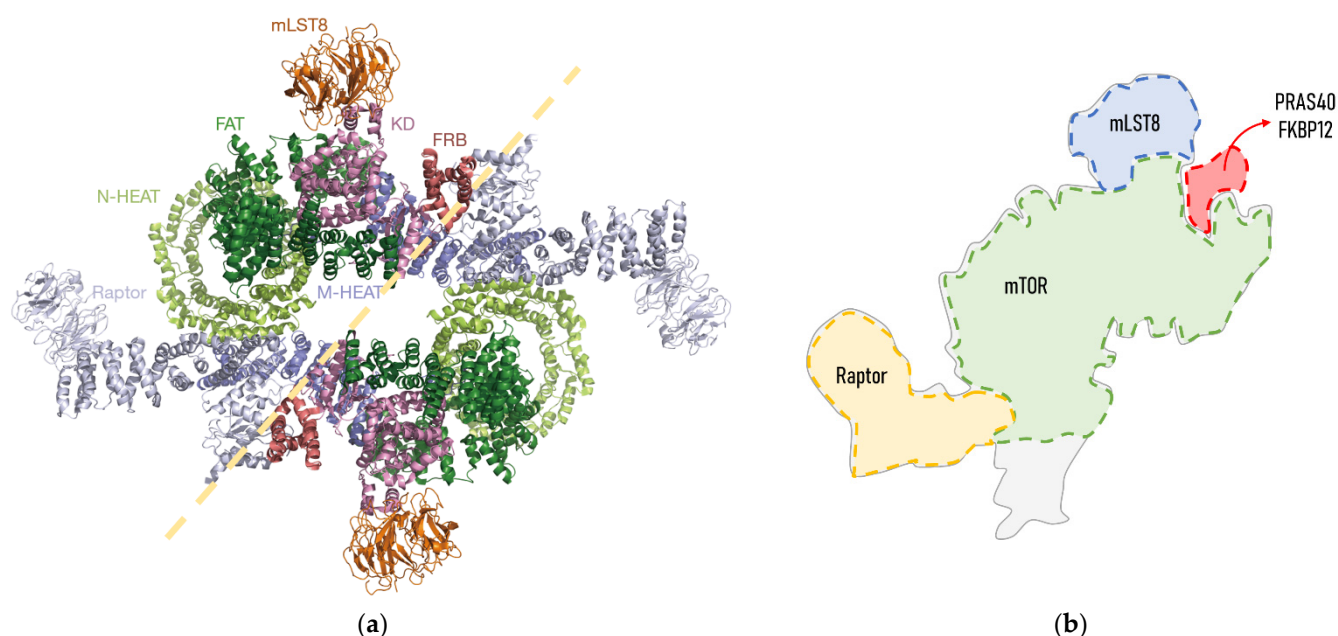 mLST8
KD
FAT
FRB
N-HEAT
Raptor
M-HEAT
(a)
mLST8
PRAS40
FKBP12
mTOR
Raptor
(b)